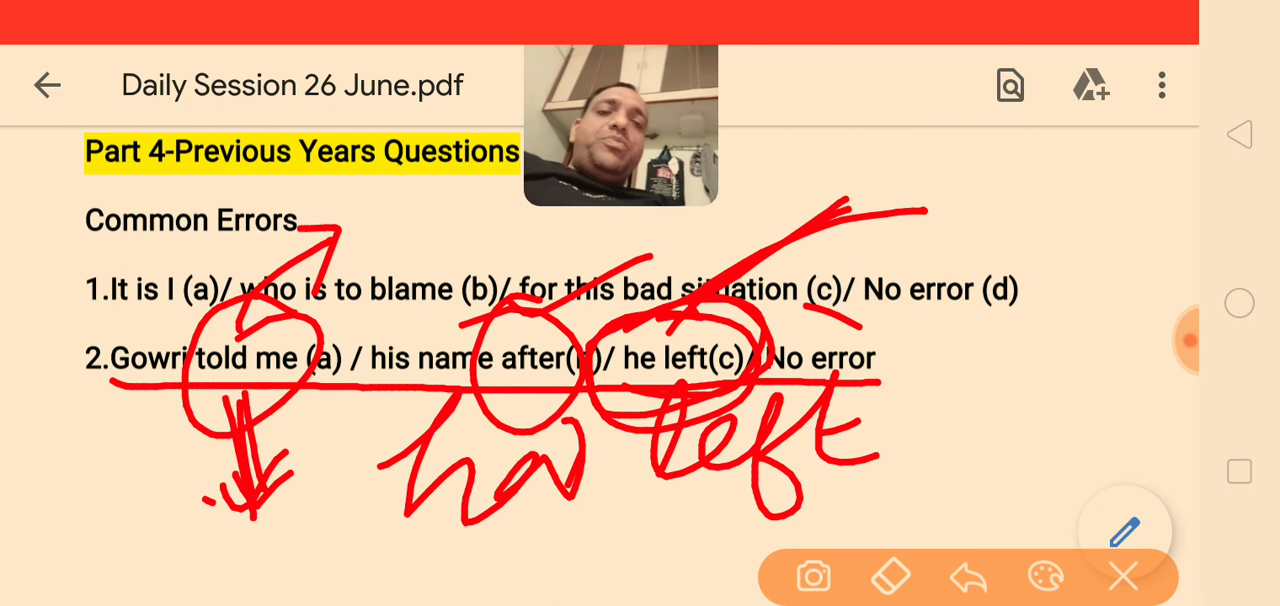 Daily Session 26 June.pdf
Part 4-Previous Years Questions
Common Errors
1.It is I (a)/ who is to blame (b)/ for this bad situation (c)/ No error (d)
2.Gowri told me (a) / his name after(b)/ he left(c)/ No error
had left